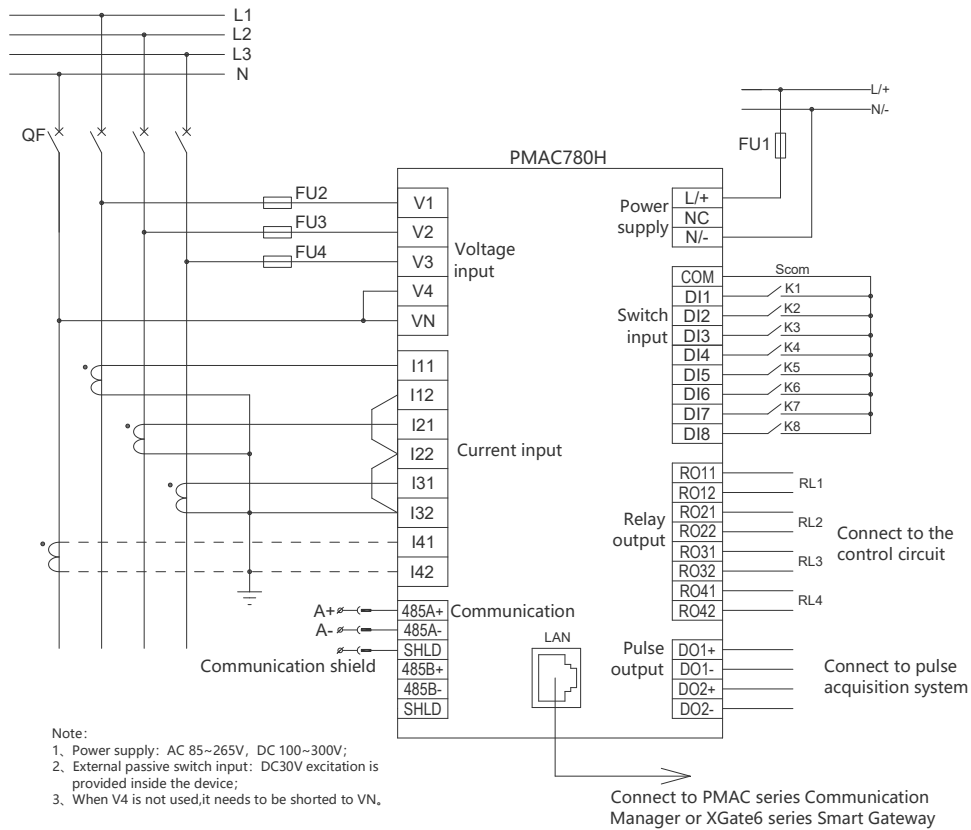 L1
L2
L3
N
QF
L/+
N/-
FU1
PMAC780H
FU2
FU3
FU4
V1
V2
V3
V4
VN
Voltage
input
I11
I12
I21
I22
I31
I32
I41
I42
Current input
A+
A-
485A+
485A-
SHLD
485B+
485B-
SHLD
Communication
Communication shield
Power
supply
L/+
NC
N/-
Switch
input
COM
DI1
DI2
DI3
DI4
DI5
DI6
DI7
DI8
Scom
K1
K2
K3
K4
K5
K6
K7
K8
Relay
output
RO11
RO12
RO21
RO22
RO31
RO32
RO41
RO42
RL1
RL2
RL3
RL4
Connect to the
control circuit
LAN
Pulse
output
DO1+
DO1-
DO2+
DO2-
Connect to pulse
acquisition system
Note:
1、Power supply: AC 85~265V, DC 100~300V;
2、External passive switch input: DC30V excitation is
provided inside the device;
3、When V4 is not used,it needs to be shorted to VN。
Connect to PMAC series Communication
Manager or XGate6 series Smart Gateway